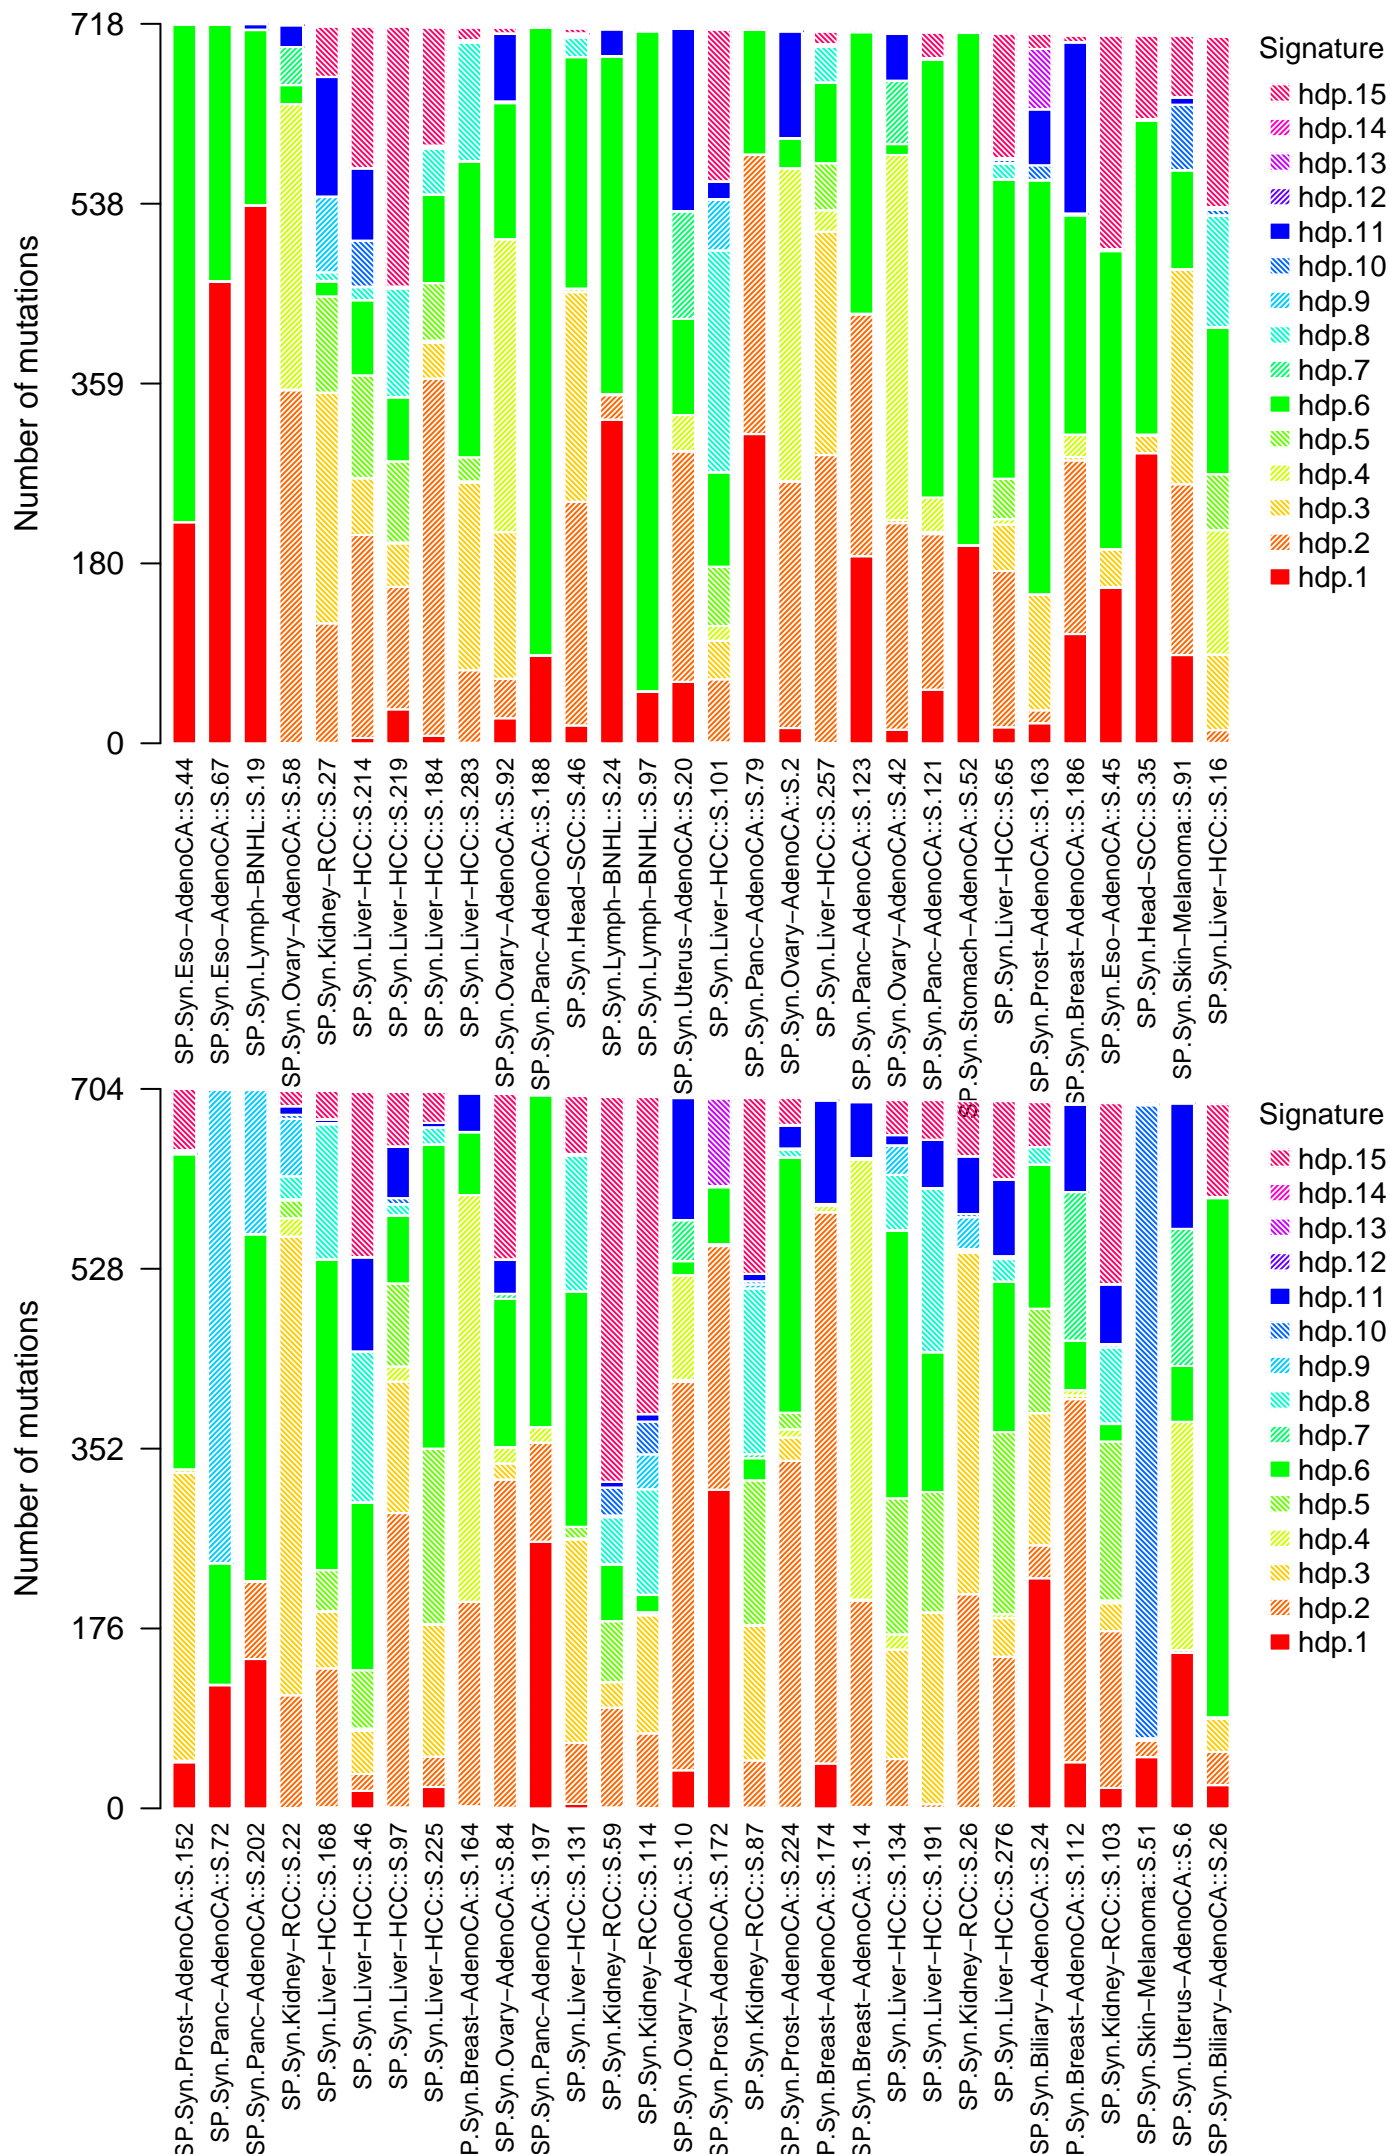 Number of mutations
718
538
359
180
0
Signature
hdp.15
hdp.14
hdp.13
hdp.12
hdp.11
hdp.10
hdp.9
hdp.8
hdp.7
hdp.6
hdp.5
hdp.4
hdp.3
hdp.2
hdp.1
SP.Syn.Eso−AdenoCA::S.44
SP.Syn.Eso−AdenoCA::S.67
SP.Syn.Lymph−BNHL::S.19
SP.Syn.Ovary−AdenoCA::S.58
SP.Syn.Kidney−RCC::S.27
SP.Syn.Liver−HCC::S.214
SP.Syn.Liver−HCC::S.219
SP.Syn.Liver−HCC::S.184
SP.Syn.Liver−HCC::S.283
SP.Syn.Ovary−AdenoCA::S.92
SP.Syn.Panc−AdenoCA::S.188
SP.Syn.Head−SCC::S.46
SP.Syn.Lymph−BNHL::S.24
SP.Syn.Lymph−BNHL::S.97
SP.Syn.Uterus−AdenoCA::S.20
SP.Syn.Liver−HCC::S.101
SP.Syn.Panc−AdenoCA::S.79
SP.Syn.Ovary−AdenoCA::S.2
SP.Syn.Liver−HCC::S.257
SP.Syn.Panc−AdenoCA::S.123
SP.Syn.Ovary−AdenoCA::S.42
SP.Syn.Panc−AdenoCA::S.121
SP.Syn.Stomach−AdenoCA::S.52
SP.Syn.Liver−HCC::S.65
SP.Syn.Prost−AdenoCA::S.163
SP.Syn.Breast−AdenoCA::S.186
SP.Syn.Eso−AdenoCA::S.45
SP.Syn.Head−SCC::S.35
SP.Syn.Skin−Melanoma::S.91
SP.Syn.Liver−HCC::S.16
Number of mutations
704
528
352
176
0
Signature
hdp.15
hdp.14
hdp.13
hdp.12
hdp.11
hdp.10
hdp.9
hdp.8
hdp.7
hdp.6
hdp.5
hdp.4
hdp.3
hdp.2
hdp.1
SP.Syn.Prost−AdenoCA::S.152
SP.Syn.Panc−AdenoCA::S.72
SP.Syn.Panc−AdenoCA::S.202
SP.Syn.Kidney−RCC::S.22
SP.Syn.Liver−HCC::S.168
SP.Syn.Liver−HCC::S.46
SP.Syn.Liver−HCC::S.97
SP.Syn.Liver−HCC::S.225
SP.Syn.Breast−AdenoCA::S.164
SP.Syn.Ovary−AdenoCA::S.84
SP.Syn.Panc−AdenoCA::S.197
SP.Syn.Liver−HCC::S.131
SP.Syn.Kidney−RCC::S.59
SP.Syn.Kidney−RCC::S.114
SP.Syn.Ovary−AdenoCA::S.10
SP.Syn.Prost−AdenoCA::S.172
SP.Syn.Kidney−RCC::S.87
SP.Syn.Prost−AdenoCA::S.224
SP.Syn.Breast−AdenoCA::S.174
SP.Syn.Breast−AdenoCA::S.14
SP.Syn.Liver−HCC::S.134
SP.Syn.Liver−HCC::S.191
SP.Syn.Kidney−RCC::S.26
SP.Syn.Liver−HCC::S.276
SP.Syn.Biliary−AdenoCA::S.24
SP.Syn.Breast−AdenoCA::S.112
SP.Syn.Kidney−RCC::S.103
SP.Syn.Skin−Melanoma::S.51
SP.Syn.Uterus−AdenoCA::S.6
SP.Syn.Biliary−AdenoCA::S.26